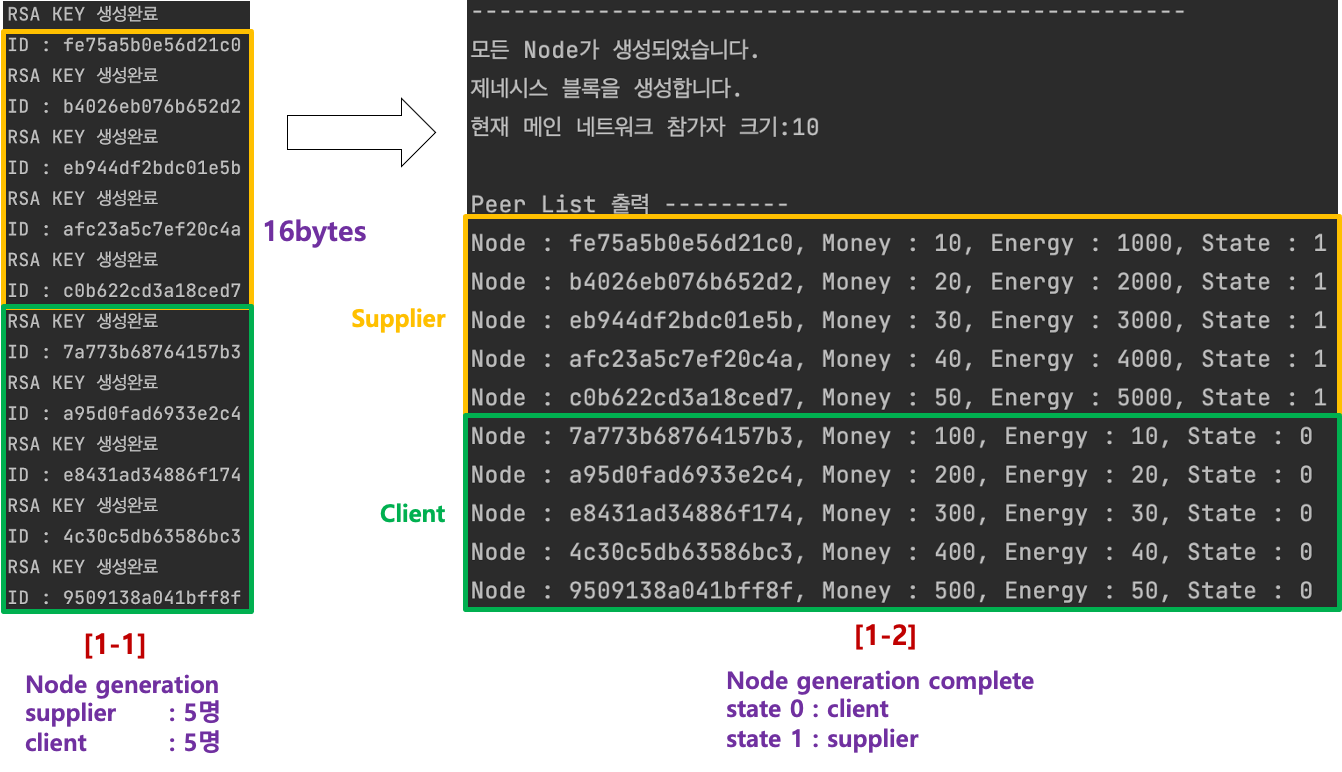 RSA KEY 생성완료
ID : fe75a5b0e56d21c0
RSA KEY 생성완료
ID : b4026eb076b652d2
RSA KEY 생성완료
ID : eb944df2bdc01e5b
RSA KEY 생성완료
ID : afc23a5c7ef20c4a
RSA KEY 생성완료
ID : c0b622cd3a18ced7
RSA KEY 생성완료
ID : 7a773b68764157b3
RSA KEY 생성완료
ID : a95d0fad6933e2c4
RSA KEY 생성완료
ID : e8431ad34886f174
RSA KEY 생성완료
ID : 4c30c5db63586bc3
RSA KEY 생성완료
ID : 9509138a041bff8f
[1-1]
Node generation
supplier : 5명
client : 5명
16bytes
Supplier
Client
---------------------------------------------------
모든 Node가 생성되었습니다.
제네시스 블록을 생성합니다.
현재 메인 네트워크 참가자 크기:10
Peer List 출력 ---------
Node : fe75a5b0e56d21c0, Money : 10, Energy : 1000, State : 1
Node : b4026eb076b652d2, Money : 20, Energy : 2000, State : 1
Node : eb944df2bdc01e5b, Money : 30, Energy : 3000, State : 1
Node : afc23a5c7ef20c4a, Money : 40, Energy : 4000, State : 1
Node : c0b622cd3a18ced7, Money : 50, Energy : 5000, State : 1
Node : 7a773b68764157b3, Money : 100, Energy : 10, State : 0
Node : a95d0fad6933e2c4, Money : 200, Energy : 20, State : 0
Node : e8431ad34886f174, Money : 300, Energy : 30, State : 0
Node : 4c30c5db63586bc3, Money : 400, Energy : 40, State : 0
Node : 9509138a041bff8f, Money : 500, Energy : 50, State : 0
[1-2]
Node generation complete
state 0 : client
state 1 : supplier